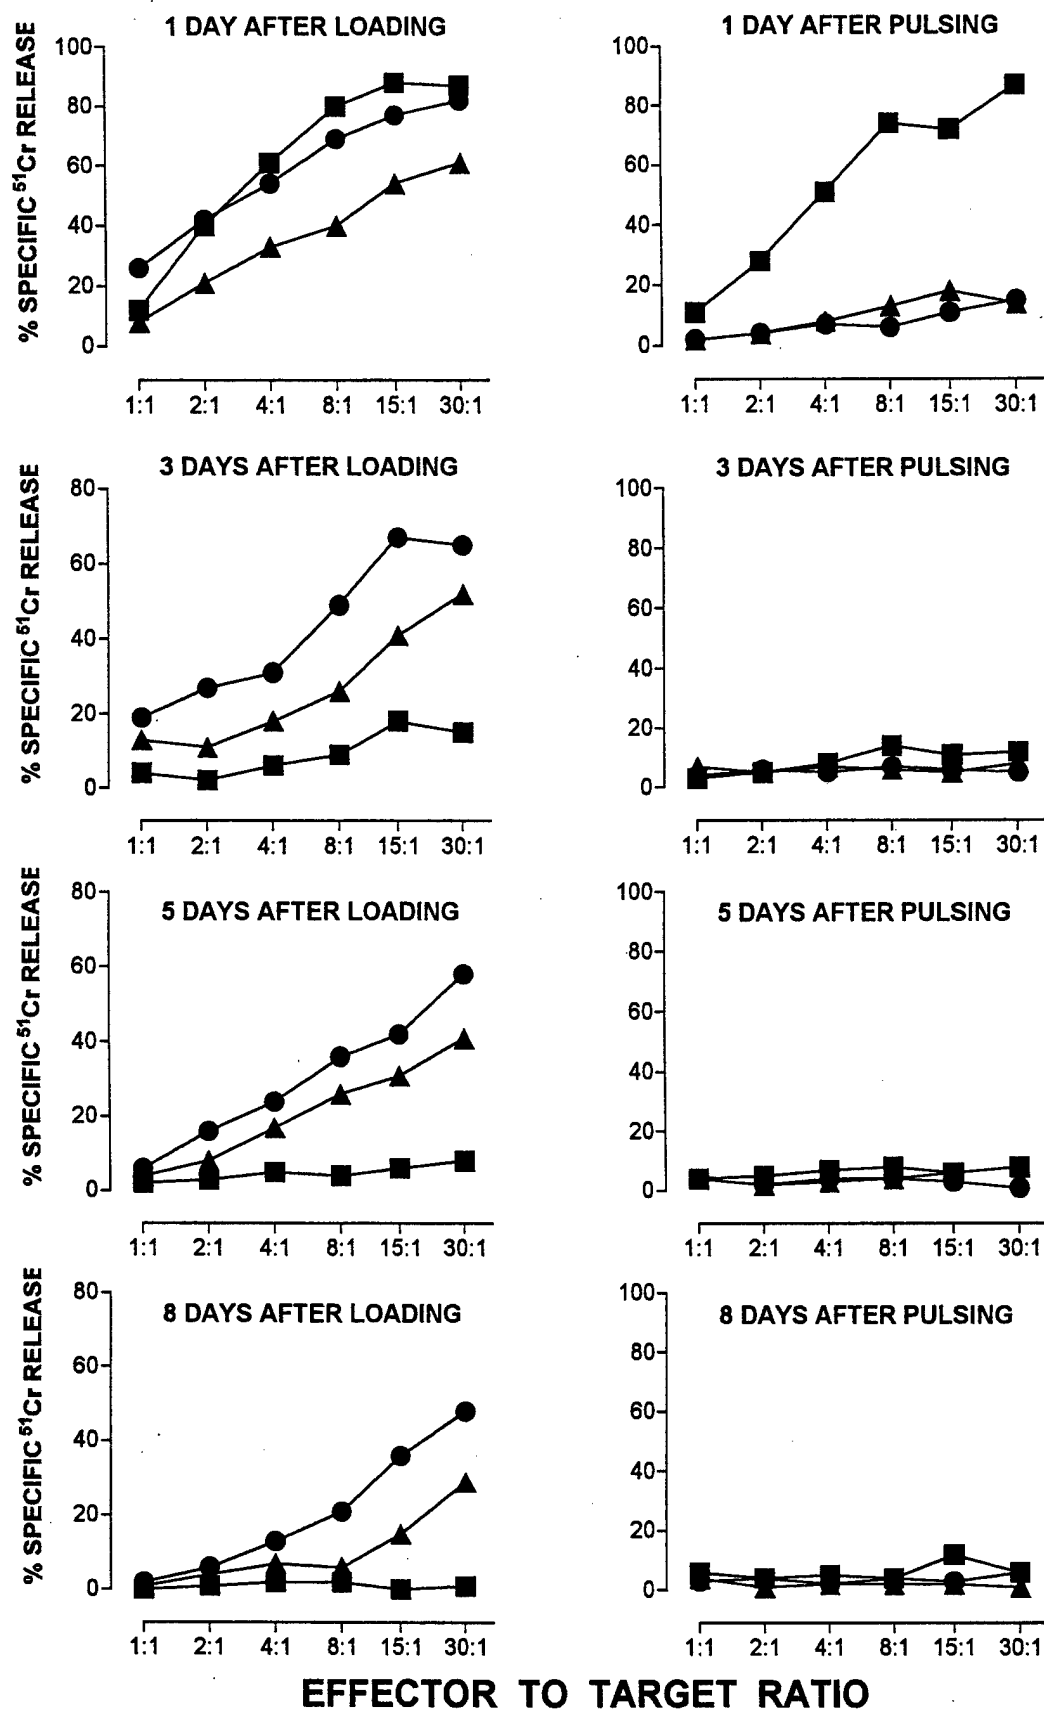 1 DAY AFTER LOADING
% SPECIFIC 51Cr RELEASE
100
80
60
40
20
0
1:1 2:1 4:1 8:1 15:1 30:1
1 DAY AFTER PULSING
100
80
60
40
20
0
1:1 2:1 4:1 8:1 15:1 30:1
3 DAYS AFTER LOADING
% SPECIFIC 51Cr RELEASE
80
60
40
20
0
1:1 2:1 4:1 8:1 15:1 30:1
3 DAYS AFTER PULSING
100
80
60
40
20
0
1:1 2:1 4:1 8:1 15:1 30:1
5 DAYS AFTER LOADING
% SPECIFIC 51Cr RELEASE
80
60
40
20
0
1:1 2:1 4:1 8:1 15:1 30:1
5 DAYS AFTER PULSING
100
80
60
40
20
0
1:1 2:1 4:1 8:1 15:1 30:1
8 DAYS AFTER LOADING
% SPECIFIC 51Cr RELEASE
80
60
40
20
0
1:1 2:1 4:1 8:1 15:1 30:1
8 DAYS AFTER PULSING
100
80
60
40
20
0
1:1 2:1 4:1 8:1 15:1 30:1
EFFECTOR TO TARGET RATIO